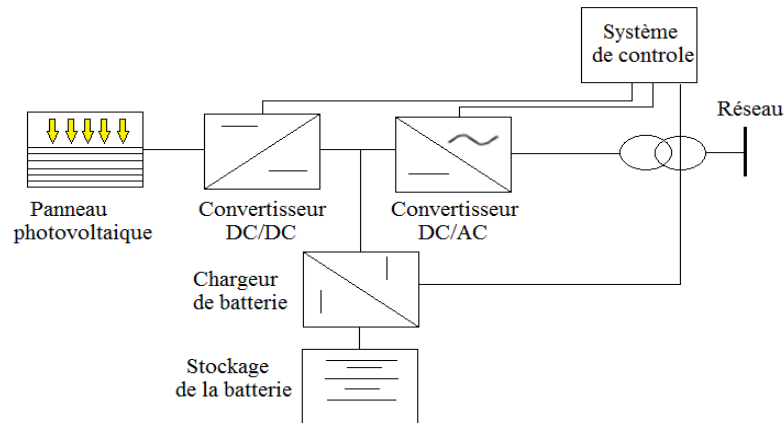 Système
de controle
Réseau
Panneau
photovoltaique
Convertisseur
DC/DC
Convertisseur
DC/AC
Chargeur
de batterie
Stockage
de la batterie